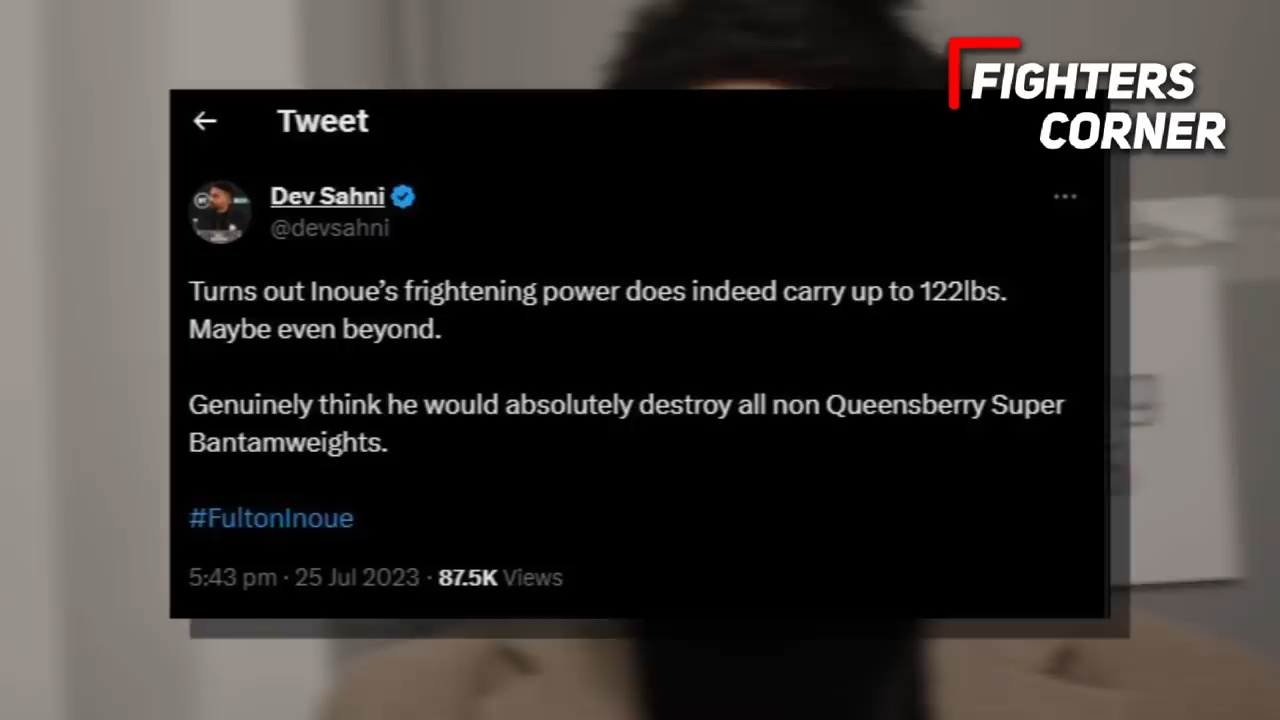 FIGHTERS
CORNER
Tweet
Dev Sahni
@devsahni
Turns out Inoue’s frightening power does indeed carry up to 122lbs.
Maybe even beyond.
Genuinely think he would absolutely destroy all non Queensberry Super
Bantamweights.
#FultonInoue
5:43 pm · 25 Jul 2023 · 87.5K Views